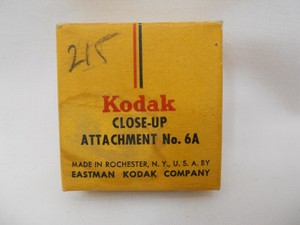 215
Kodak
CLOSE-UP
ATTACHMENT No. 6A
MADE IN ROCHESTER, N. Y., U. S. A. BY
EASTMAN KODAK COMPANY